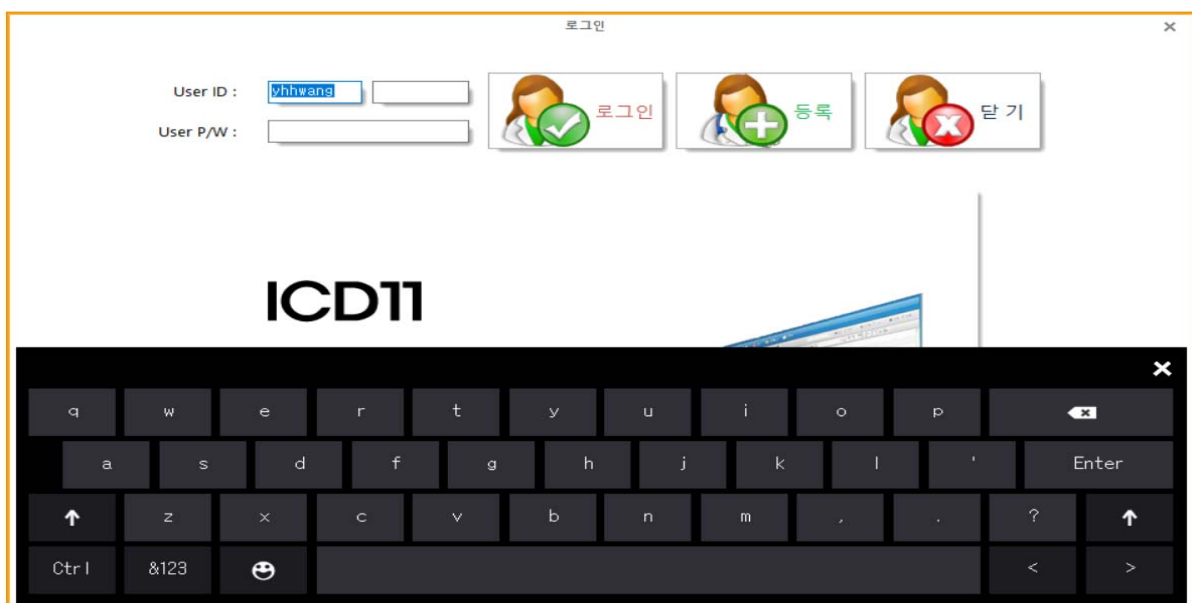 로그인
User ID : yhhwang
로그인
등록
닫 기
User P/W :
ICD11
q w e r t y u i o p
a s d f g h j k l ' Enter
z x c v b n m , . ?
Ctrl &123 < >